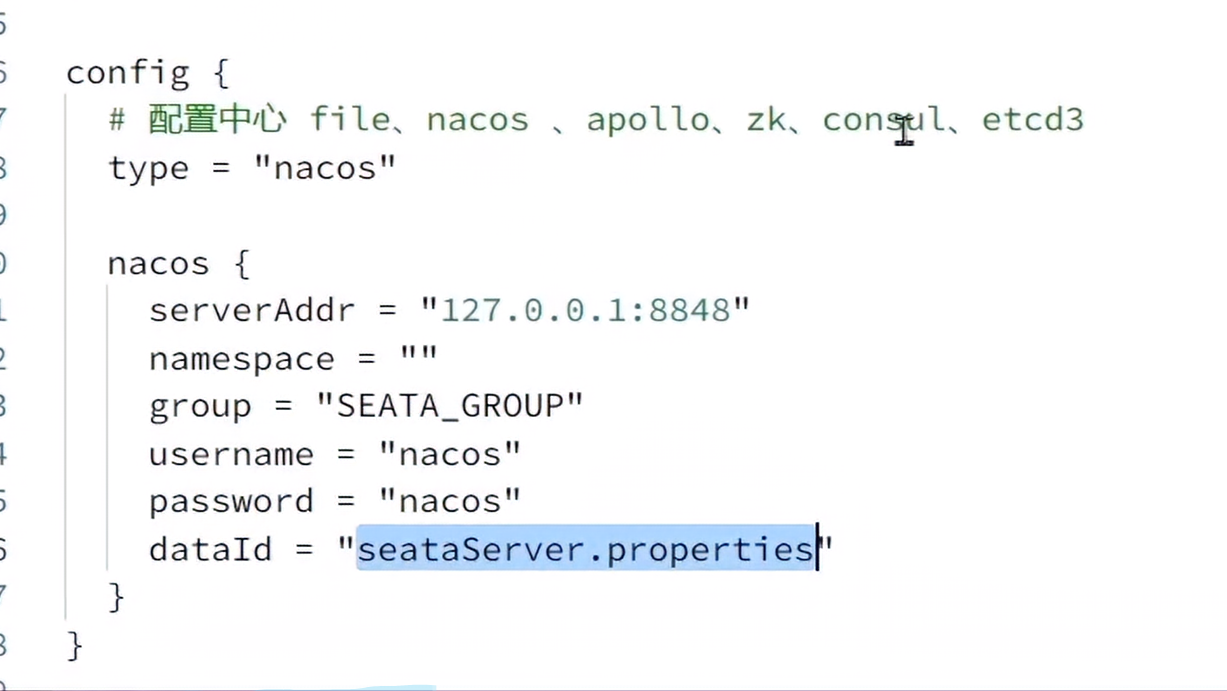 config {
# 配置中心 file、nacos 、apollo、zk、consul、etcd3
type = "nacos"
nacos {
serverAddr = "127.0.0.1:8848"
namespace = ""
group = "SEATA_GROUP"
username = "nacos"
password = "nacos"
dataId = "seataServer.properties"
}
}